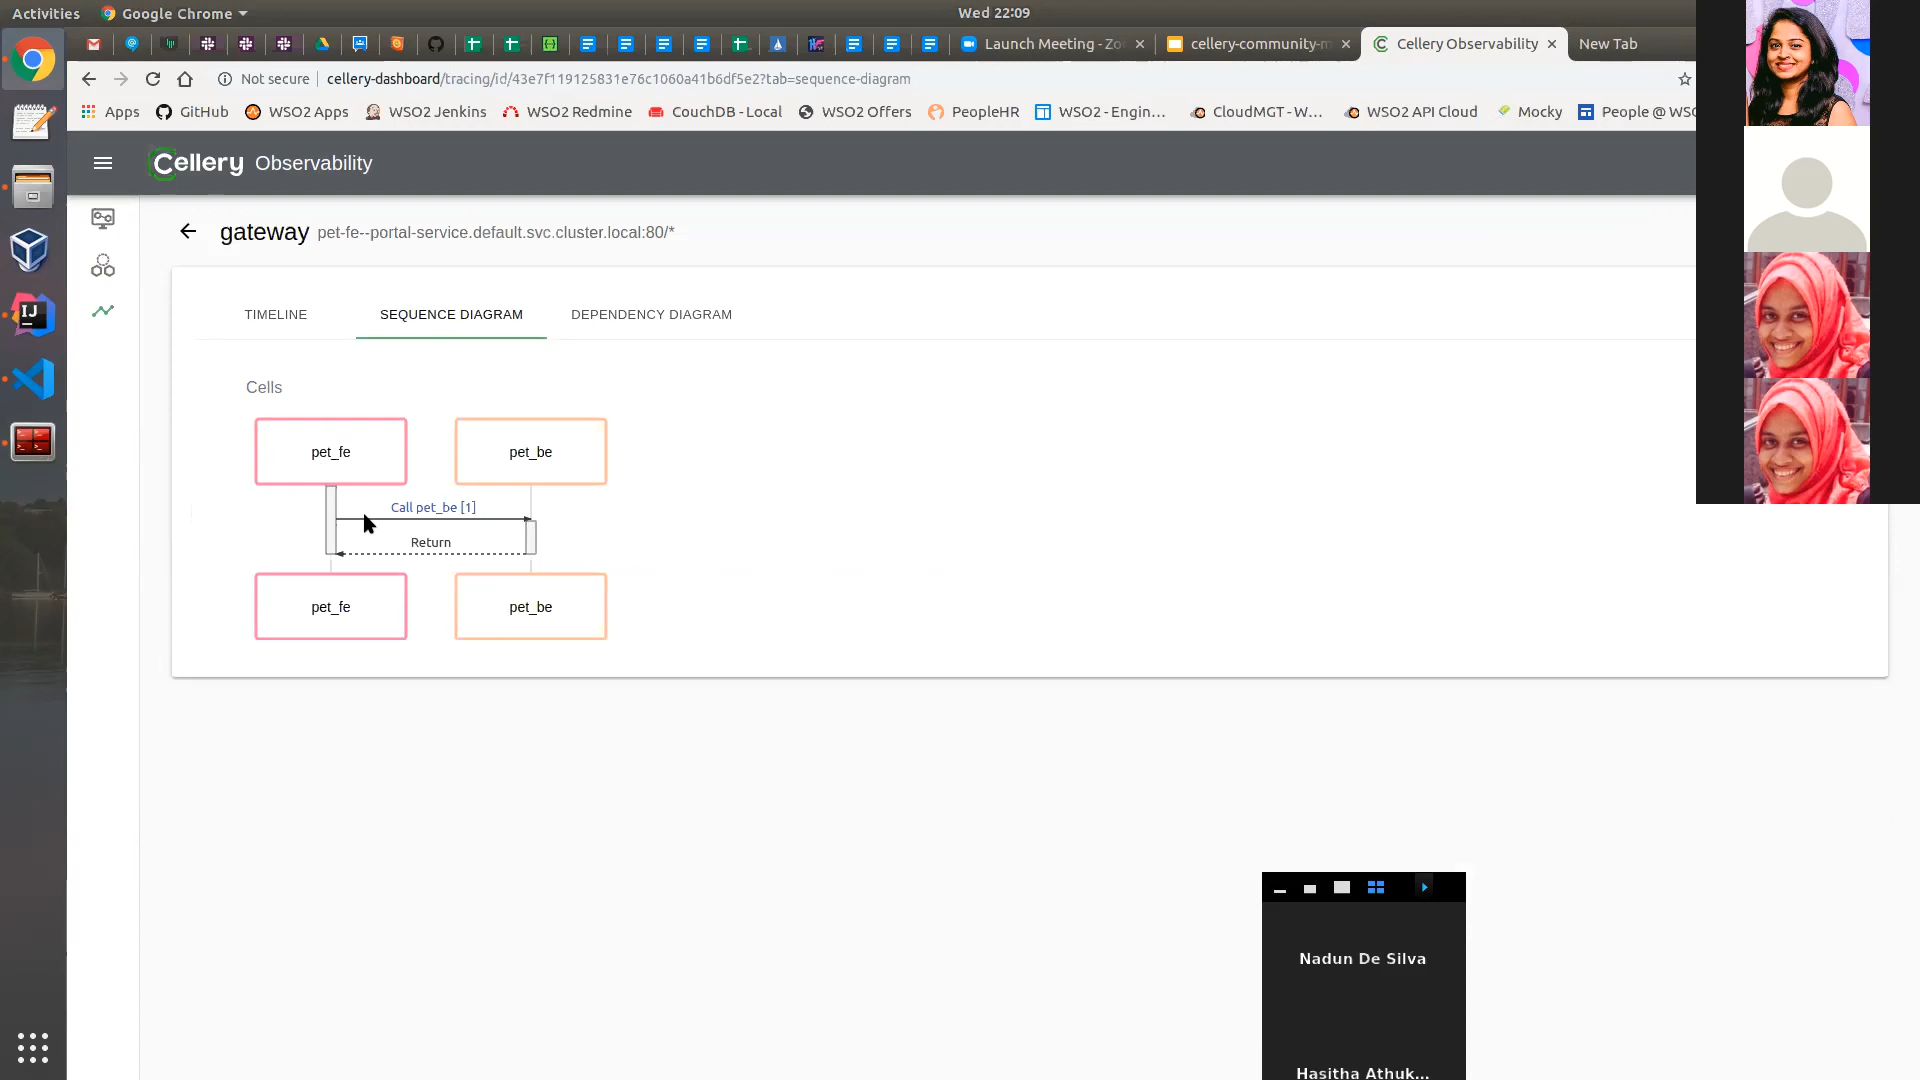 Activities Google Chrome Wed 22:09
Launch Meeting - Zo cellery-community-m Cellery Observability New Tab
Not secure cellery-dashboard/tracing/id/43e7f119125831e76c1060a41b6df5e2?tab=sequence-diagram
Apps GitHub WSO2 Apps WSO2 Jenkins WSO2 Redmine CouchDB - Local WSO2 Offers PeopleHR WSO2 - Engin... CloudMGT - W... WSO2 API Cloud Mocky People @ WSO
Cellery Observability
gateway pet-fe--portal-service.default.svc.cluster.local:80/*
TIMELINE SEQUENCE DIAGRAM DEPENDENCY DIAGRAM
Cells
pet_fe pet_be
Call pet_be [1]
Return
pet_fe pet_be
Nadun De Silva
Hasitha Athuk...
IJ